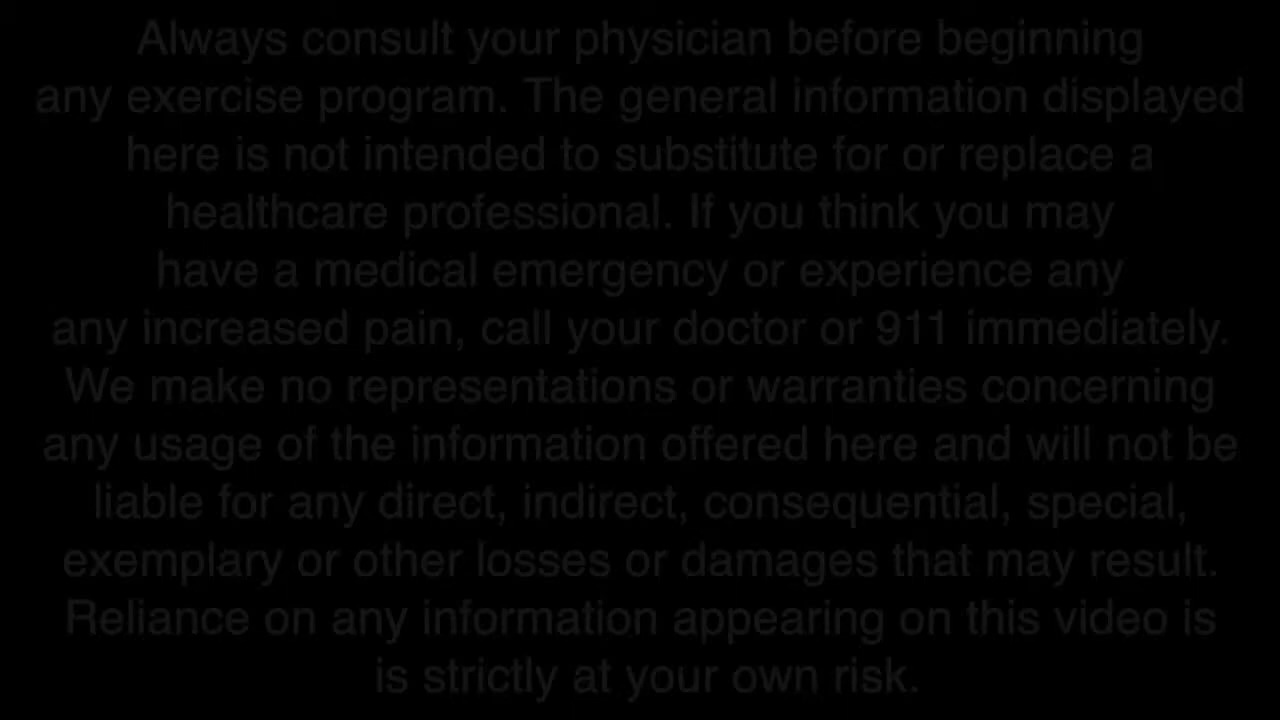 Always consult your physician before beginning
any exercise program. The general information displayed
here is not intended to substitute for or replace a
healthcare professional. If you think you may
have a medical emergency or experience any
any increased pain, call your doctor or 911 immediately.
We make no representations or warranties concerning
any usage of the information offered here and will not be
liable for any direct, indirect, consequential, special,
exemplary or other losses or damages that may result.
Reliance on any information appearing on this video is
is strictly at your own risk.